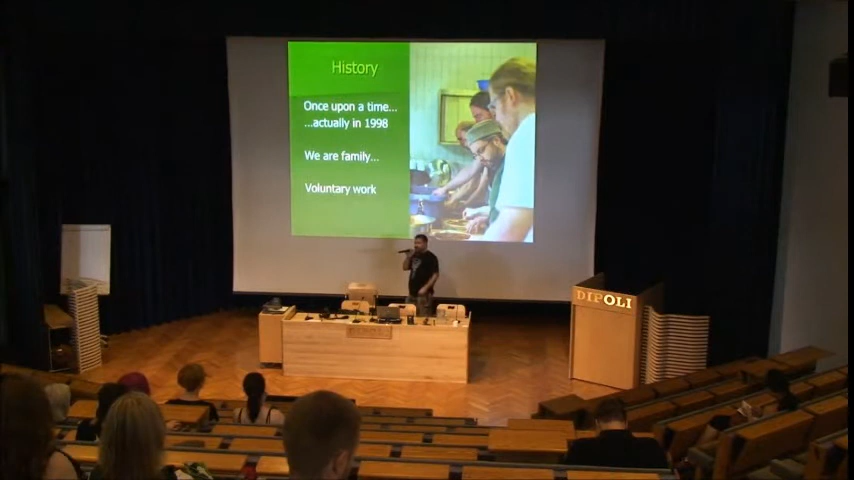 History
Once upon a time...
...actually in 1998
We are family...
Voluntary work
DIPOLI